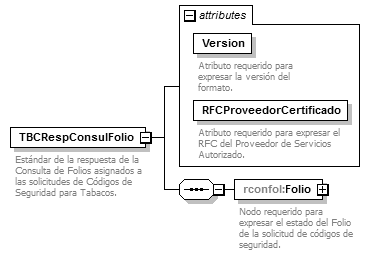 attributes
Version
Atributo requerido para
expresar la versión del
formato.
RFCProveedorCertificado
Atributo requerido para expresar el
RFC del Proveedor de Servicios
Autorizado.
TBCRespConsulFolio
Estándar de la respuesta de la
Consulta de Folios asignados a
las solicitudes de Códigos de
Seguridad para Tabacos.
rconfol:Folio
Nodo requerido para
expresar el estado del Folio
de la solicitud de códigos de
seguridad.